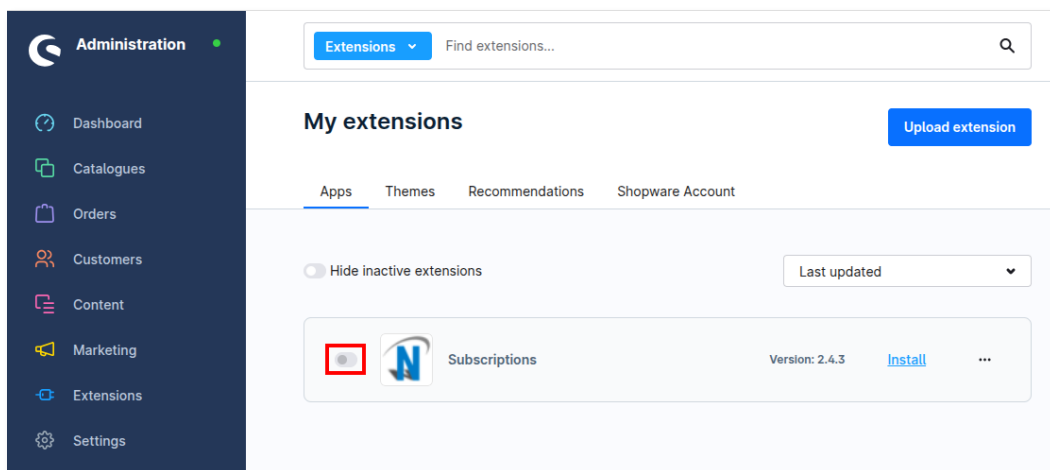 Administration
Dashboard
Catalogues
Orders
Customers
Content
Marketing
Extensions
Settings
Extensions
Find extensions...
My extensions
Upload extension
Apps
Themes
Recommendations
Shopware Account
Hide inactive extensions
Last updated
N
Subscriptions
Version: 2.4.3
Install